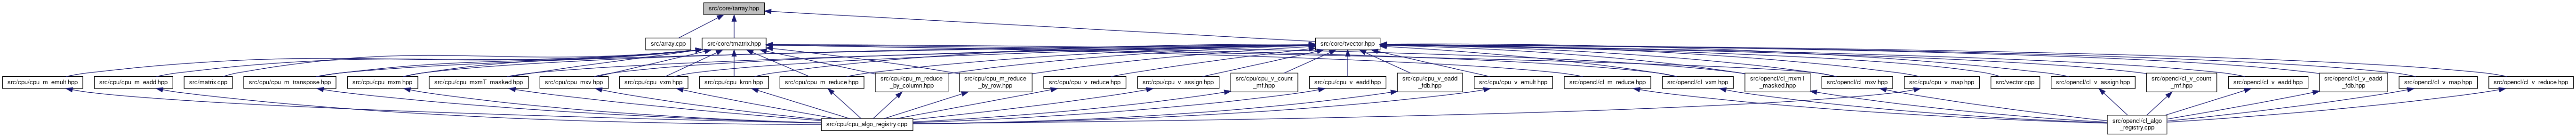 src/core/tarray.hpp
src/array.cpp
src/core/tmatrix.hpp
src/core/tvector.hpp
src/cpu/cpu_m_emult.hpp
src/cpu/cpu_m_eadd.hpp
src/matrix.cpp
src/cpu/cpu_m_transpose.hpp
src/cpu/cpu_mxm.hpp
src/cpu/cpu_mxmT_masked.hpp
src/cpu/cpu_mxv.hpp
src/cpu/cpu_vxm.hpp
src/cpu/cpu_kron.hpp
src/cpu/cpu_m_reduce.hpp
src/cpu/cpu_m_reduce
_by_column.hpp
src/cpu/cpu_m_reduce
_by_row.hpp
src/cpu/cpu_v_reduce.hpp
src/cpu/cpu_v_assign.hpp
src/cpu/cpu_v_count
_mf.hpp
src/cpu/cpu_v_eadd.hpp
src/cpu/cpu_v_eadd
_fdb.hpp
src/cpu/cpu_v_emult.hpp
src/opencl/cl_m_reduce.hpp
src/opencl/cl_vxm.hpp
src/opencl/cl_mxmT
_masked.hpp
src/opencl/cl_mxv.hpp
src/cpu/cpu_v_map.hpp
src/vector.cpp
src/opencl/cl_v_assign.hpp
src/opencl/cl_v_count
_mf.hpp
src/opencl/cl_v_eadd.hpp
src/opencl/cl_v_eadd
_fdb.hpp
src/opencl/cl_v_map.hpp
src/opencl/cl_v_reduce.hpp
src/cpu/cpu_algo_registry.cpp
src/opencl/cl_algo
_registry.cpp